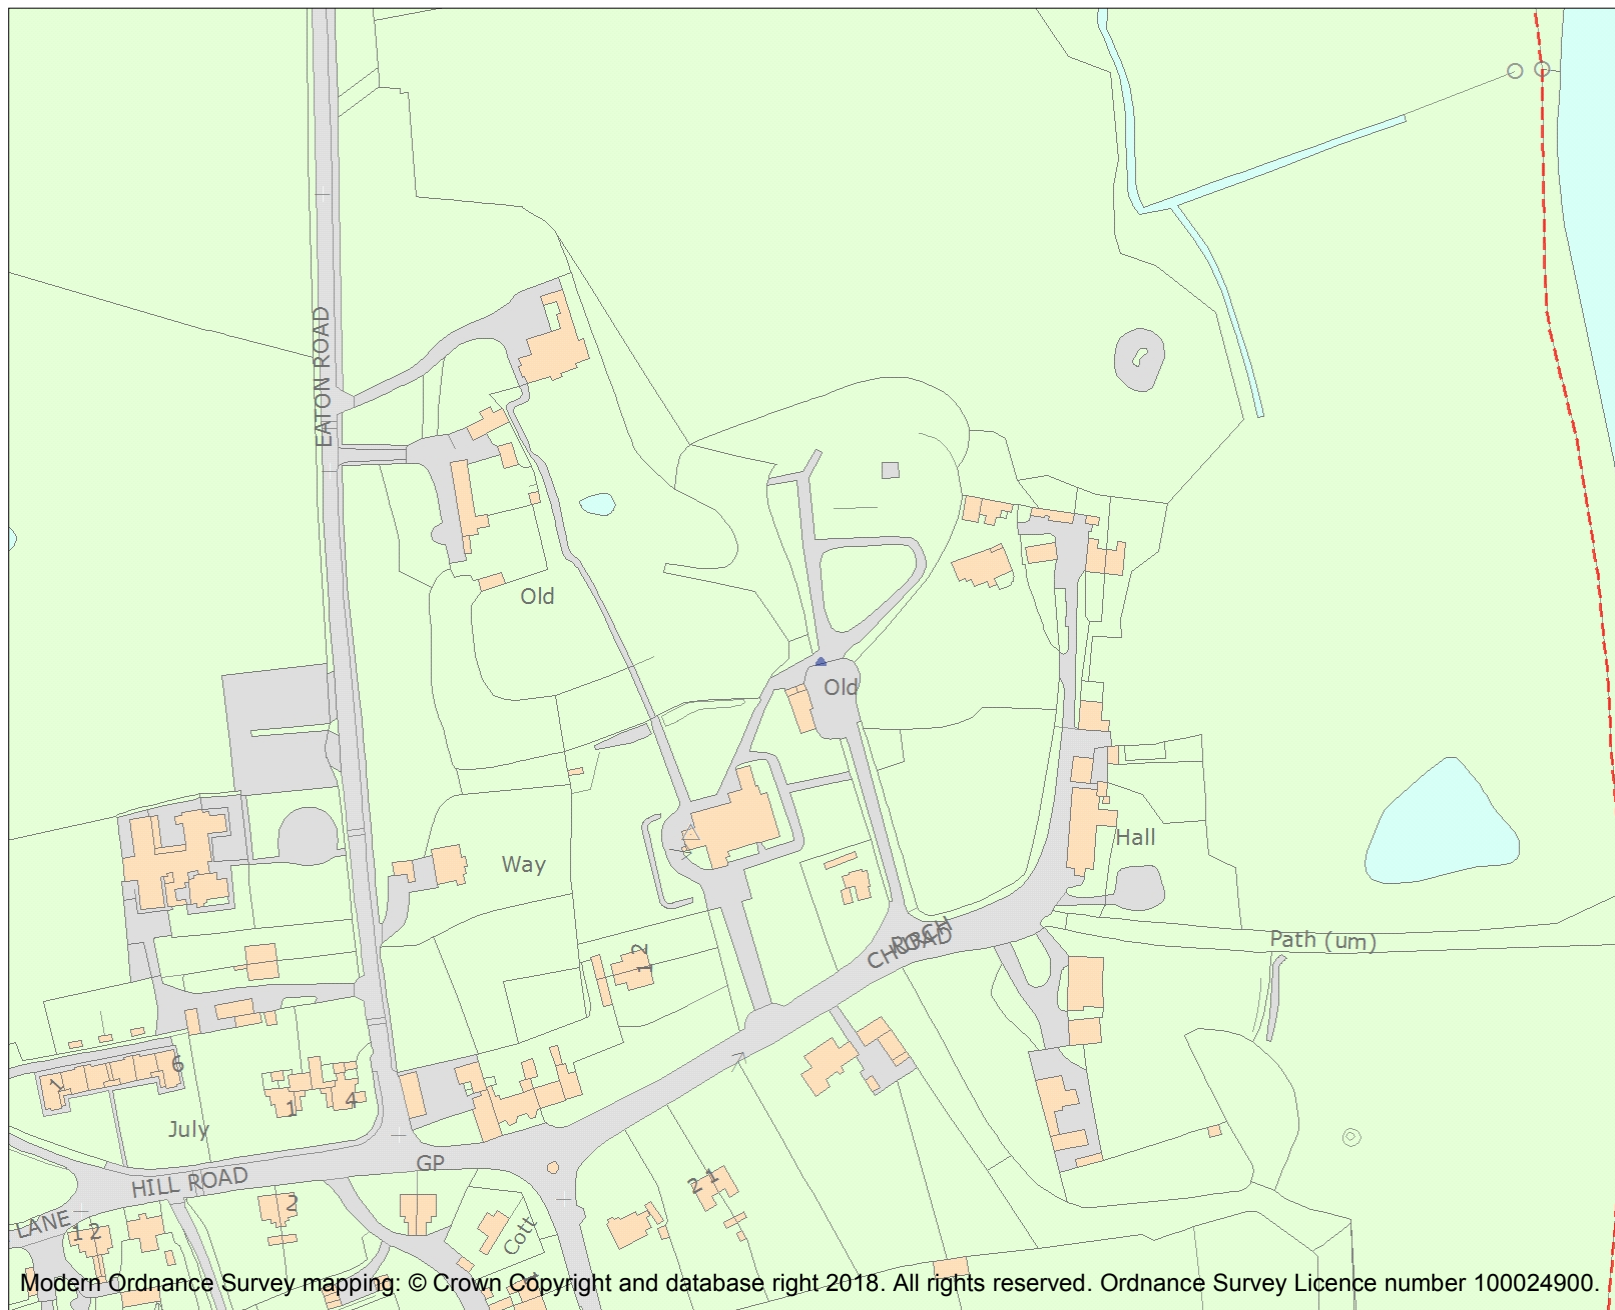 EATON ROAD
Old
Old
Way
Hall
CHURCH
ROAD
Path (um)
1 2
1
6
1
4
July
GP
HILL ROAD
2
2 1
LANE
1 2
Cott
Modern Ordnance Survey mapping: © Crown Copyright and database right 2018. All rights reserved. Ordnance Survey Licence number 100024900.